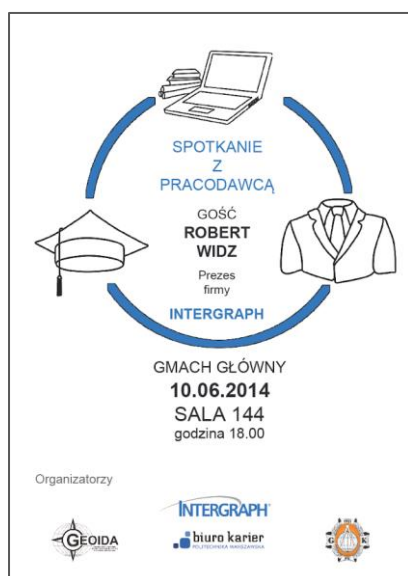 SPOTKANIE
Z
PRACODAWCĄ
GOŚĆ
ROBERT
WIDZ
Prezes
firmy
INTERGRAPH
GMACH GŁÓWNY
10.06.2014
SALA 144
godzina 18.00
Organizatorzy
INTERGRAPH
GEOIDA
biuro karier
POLITECHNIKA WARSZAWSKA
G K